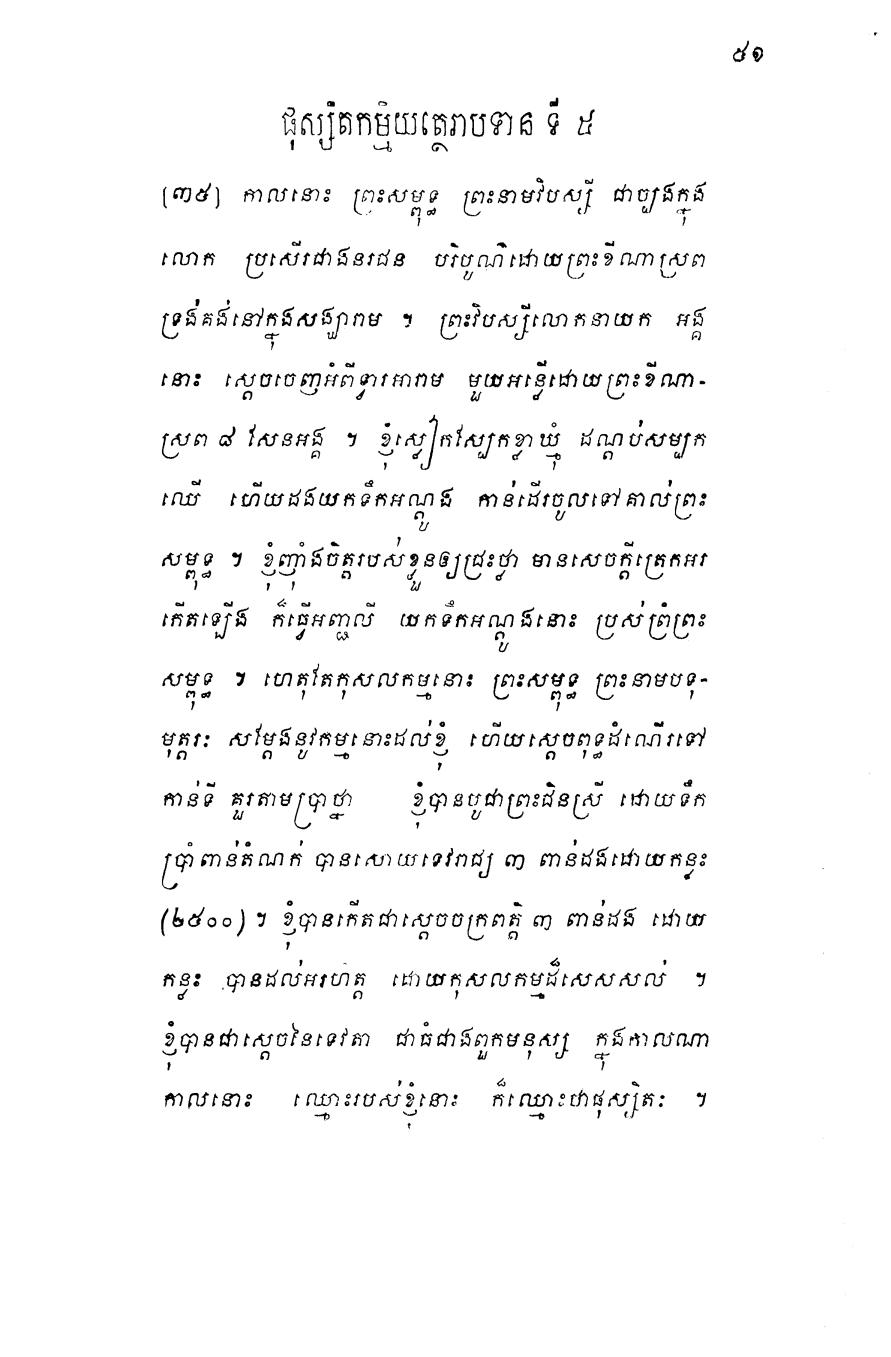 ៥១
ផុស្សិតកម្មិយត្ថេរាបទាន ទី ៥
[៣៥] កាលនោះ ព្រះសម្ពុទ្ធ ព្រះនាមវិបស្សី ជាច្បងក្នុង
លោក ប្រសើរជាងនរជន បរិបូណ៌ដោយព្រះខីណាស្រព
ទ្រង់គង់នៅក្នុងសង្ឃារាម ។ ព្រះវិបស្សីលោកនាយក អង្គ
នោះ ស្តេចចេញអំពីទ្វារអារាម មួយអន្លើដោយព្រះខីណា-
ស្រព ៨ សែនអង្គ ។ ខ្ញុំស្លៀកស្បែកខ្លាឃ្មុំ ដណ្តប់សម្បក
ឈើ ហើយដងយកទឹកអណ្តូង កាន់ដើរចូលទៅគាល់ព្រះ
សម្ពុទ្ធ ។ ខ្ញុំញុំាងចិត្តរបស់ខ្លួនឲ្យជ្រះថ្លា មានសេចក្តីត្រេកអរ
កើតឡើង ក៏ធ្វើអញ្ជលី យកទឹកអណ្តូងនោះ ប្រស់ព្រំព្រះ
សម្ពុទ្ធ ។ ហេតុតែកុសលកម្មនោះ ព្រះសម្ពុទ្ធ ព្រះនាមបទុ-
មុត្តរៈ សម្តែងនូវកម្មនោះដល់ខ្ញុំ ហើយស្តេចពុទ្ធដំណើរទៅ
កាន់ទី គួរតាមប្រាថ្នា ខ្ញុំបានបូជាព្រះជិនស្រី ដោយទឹក
ប្រាំពាន់តំណក់ បានសោយទេវរាជ្យ ៣ ពាន់ដងដោយកន្លះ
(២៥០០) ។ ខ្ញុំបានកើតជាស្តេចចក្រពត្តិ ៣ ពាន់ដង ដោយ
កន្លះ បានដល់អរហត្ត ដោយកុសលកម្មដ៏សេសសល់ ។
ខ្ញុំបានជាស្តេចនៃទេវតា ជាធំជាងពួកមនុស្ស ក្នុងកាលណា
កាលនោះ ឈ្មោះរបស់ខ្ញុំនោះ ក៏ឈ្មោះថាផុស្សិតៈ ។